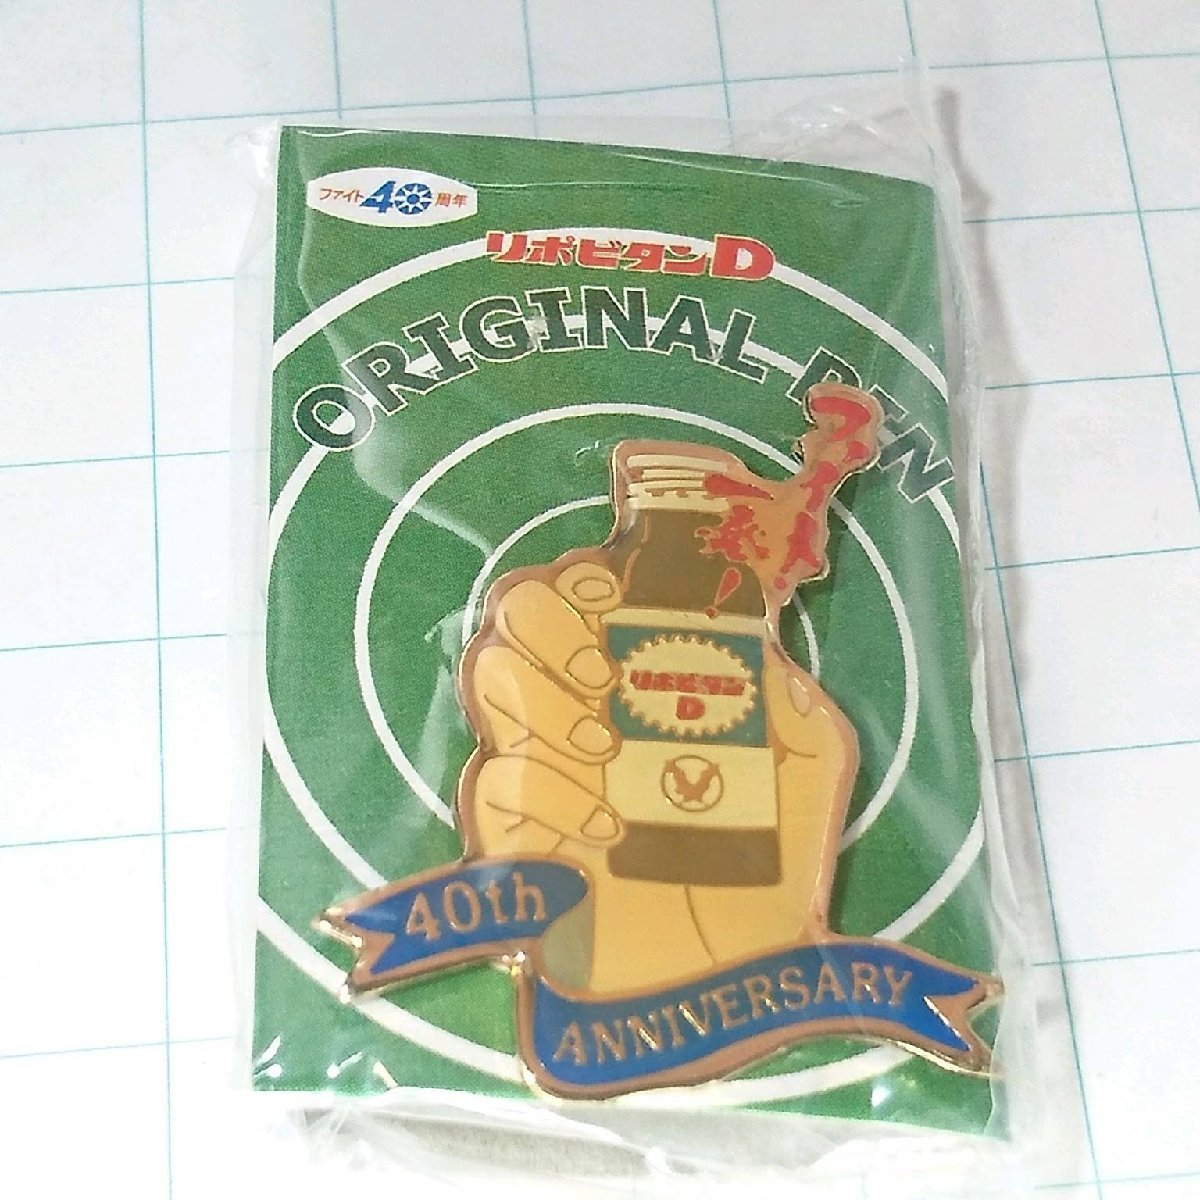 ファイト40周年
リポビタンD
ORIGINAL PIN
ファイト!
一発!
リポビタン
D
40th
ANNIVERSARY